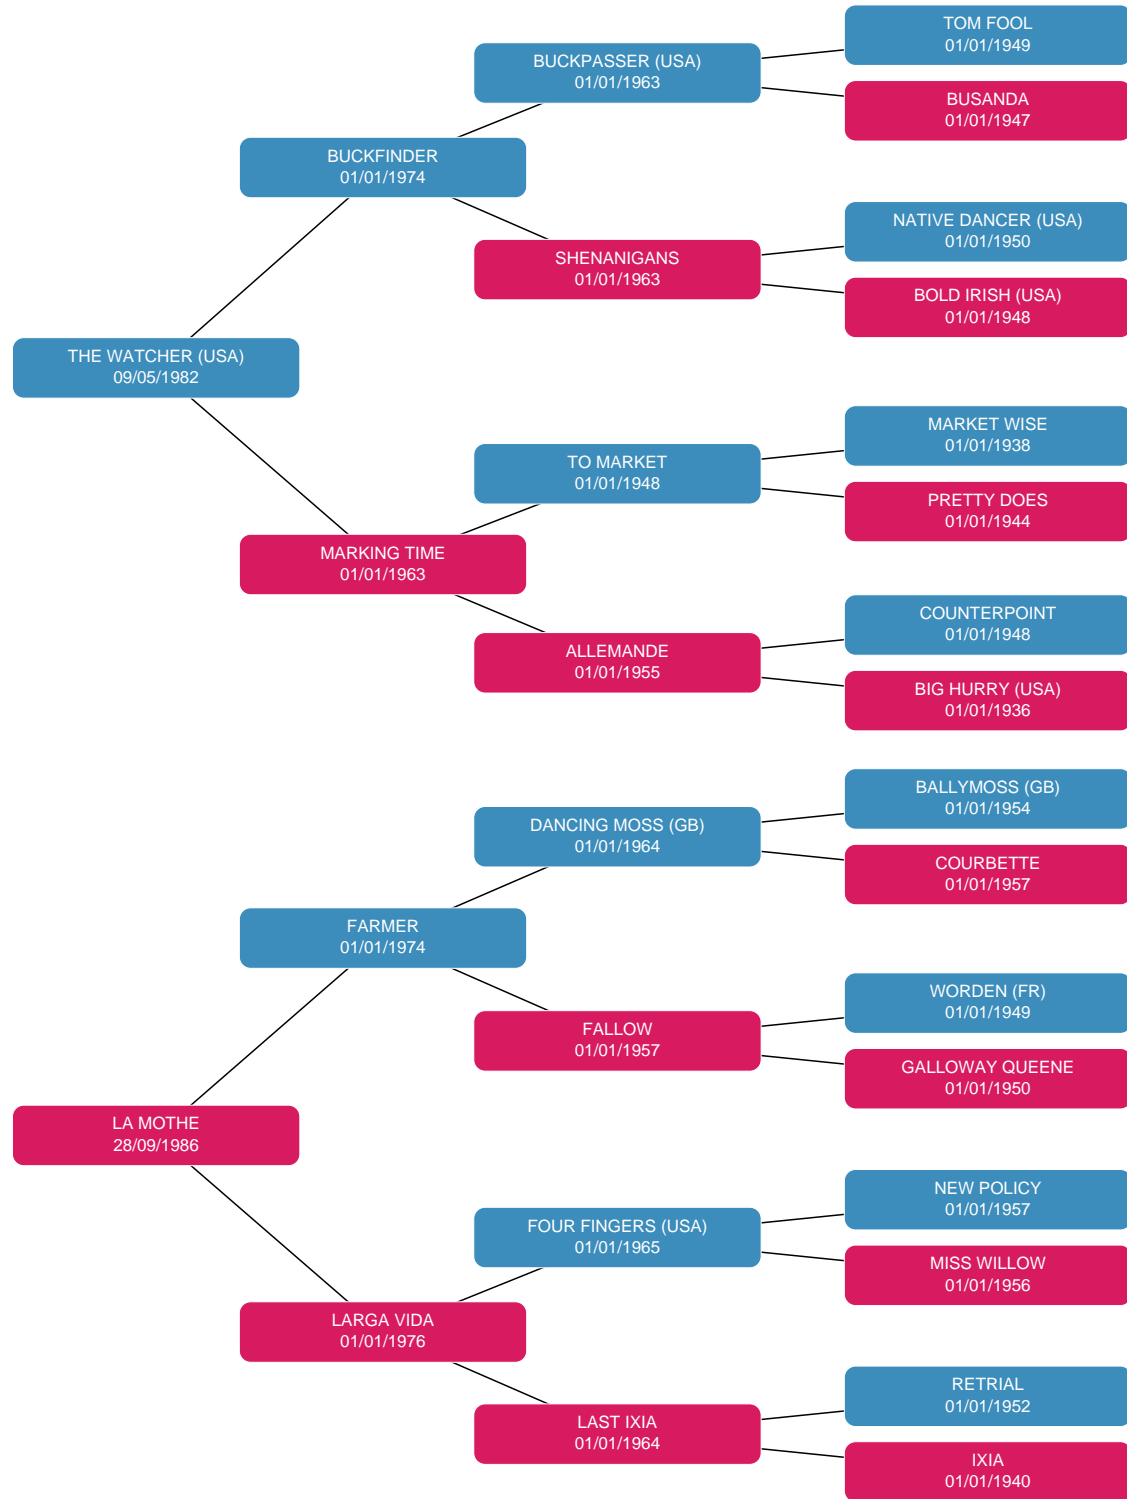 TOM FOOL
01/01/1949
BUCKPASSER (USA)
01/01/1963
BUSANDA
01/01/1947
BUCKFINDER
01/01/1974
NATIVE DANCER (USA)
01/01/1950
SHENANIGANS
01/01/1963
BOLD IRISH (USA)
01/01/1948
THE WATCHER (USA)
09/05/1982
MARKET WISE
01/01/1938
TO MARKET
01/01/1948
PRETTY DOES
01/01/1944
MARKING TIME
01/01/1963
COUNTERPOINT
01/01/1948
ALLEMANDE
01/01/1955
BIG HURRY (USA)
01/01/1936
BALLYMOSS (GB)
01/01/1954
DANCING MOSS (GB)
01/01/1964
COURBETTE
01/01/1957
FARMER
01/01/1974
WORDEN (FR)
01/01/1949
FALLOW
01/01/1957
GALLOWAY QUEENE
01/01/1950
LA MOTHE
28/09/1986
NEW POLICY
01/01/1957
FOUR FINGERS (USA)
01/01/1965
MISS WILLOW
01/01/1956
LARGA VIDA
01/01/1976
RETRIAL
01/01/1952
LAST IXIA
01/01/1964
IXIA
01/01/1940